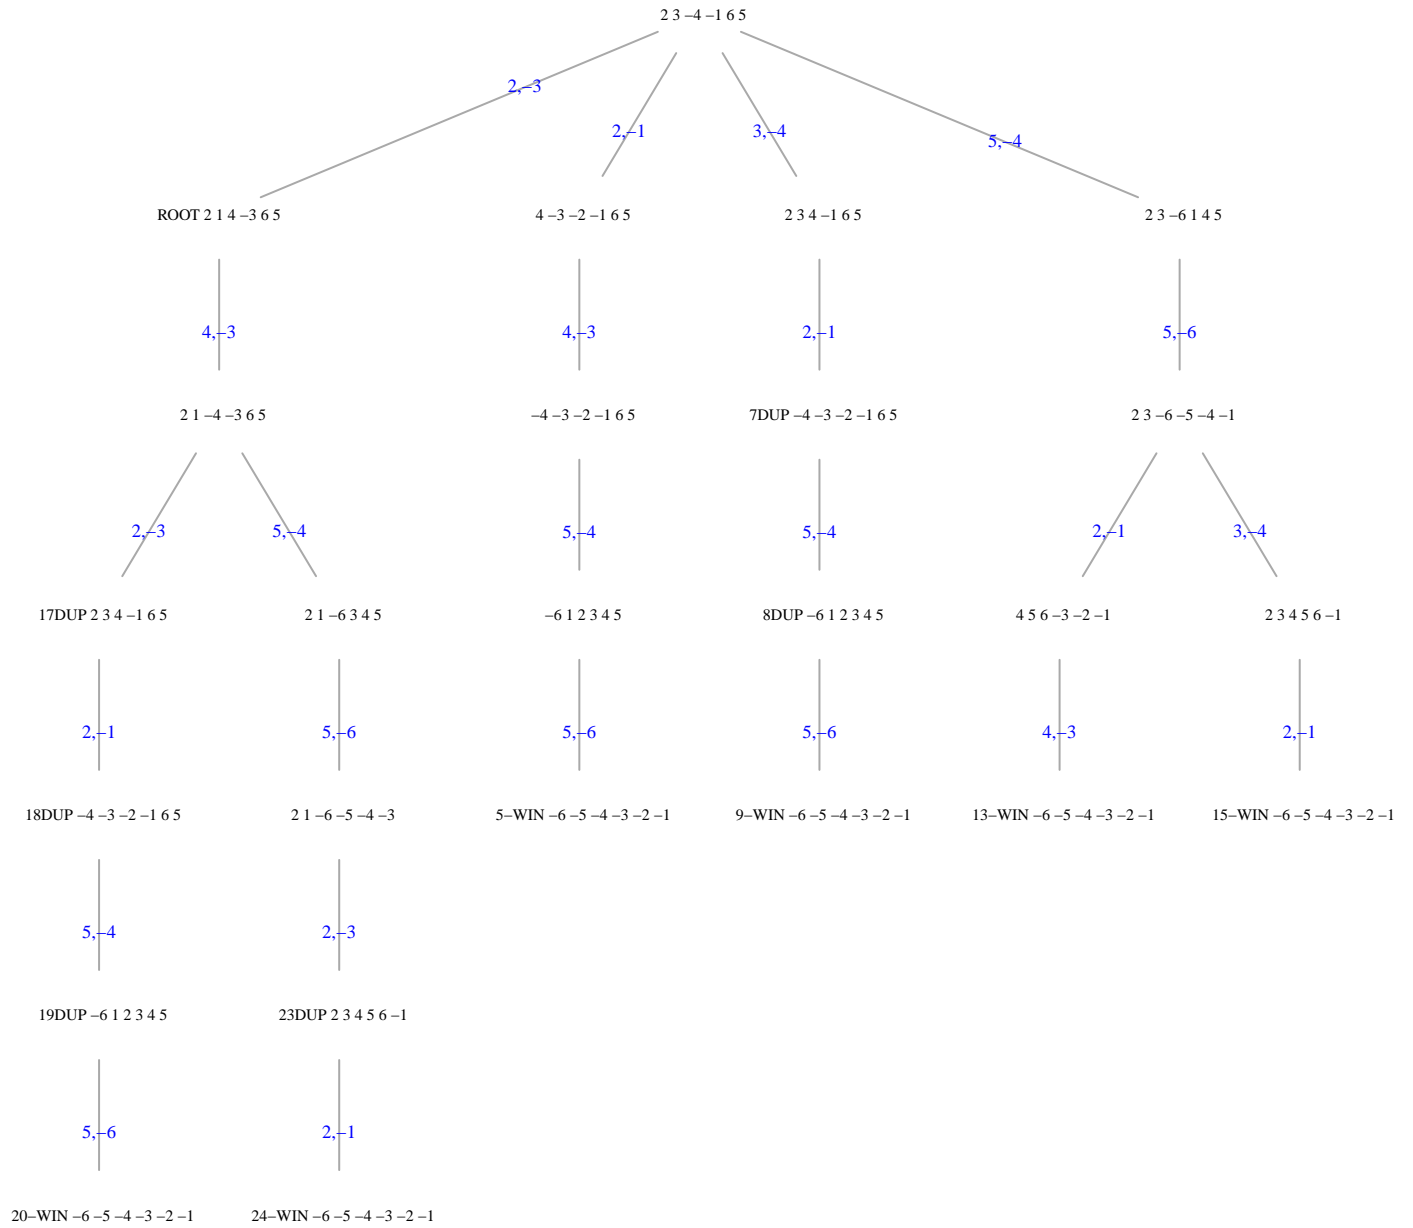 2 3 –4 –1 6 5
2,–3
2,–1
3,–4
5,–4
ROOT 2 1 4 –3 6 5
4 –3 –2 –1 6 5
2 3 4 –1 6 5
2 3 –6 1 4 5
4,–3
4,–3
2,–1
5,–6
2 1 –4 –3 6 5
–4 –3 –2 –1 6 5
7DUP –4 –3 –2 –1 6 5
2 3 –6 –5 –4 –1
2,–3
5,–4
5,–4
5,–4
2,–1
3,–4
17DUP 2 3 4 –1 6 5
2 1 –6 3 4 5
–6 1 2 3 4 5
8DUP –6 1 2 3 4 5
4 5 6 –3 –2 –1
2 3 4 5 6 –1
2,–1
5,–6
5,–6
5,–6
4,–3
2,–1
18DUP –4 –3 –2 –1 6 5
2 1 –6 –5 –4 –3
5–WIN –6 –5 –4 –3 –2 –1
9–WIN –6 –5 –4 –3 –2 –1
13–WIN –6 –5 –4 –3 –2 –1
15–WIN –6 –5 –4 –3 –2 –1
5,–4
2,–3
19DUP –6 1 2 3 4 5
23DUP 2 3 4 5 6 –1
5,–6
2,–1
20–WIN –6 –5 –4 –3 –2 –1
24–WIN –6 –5 –4 –3 –2 –1